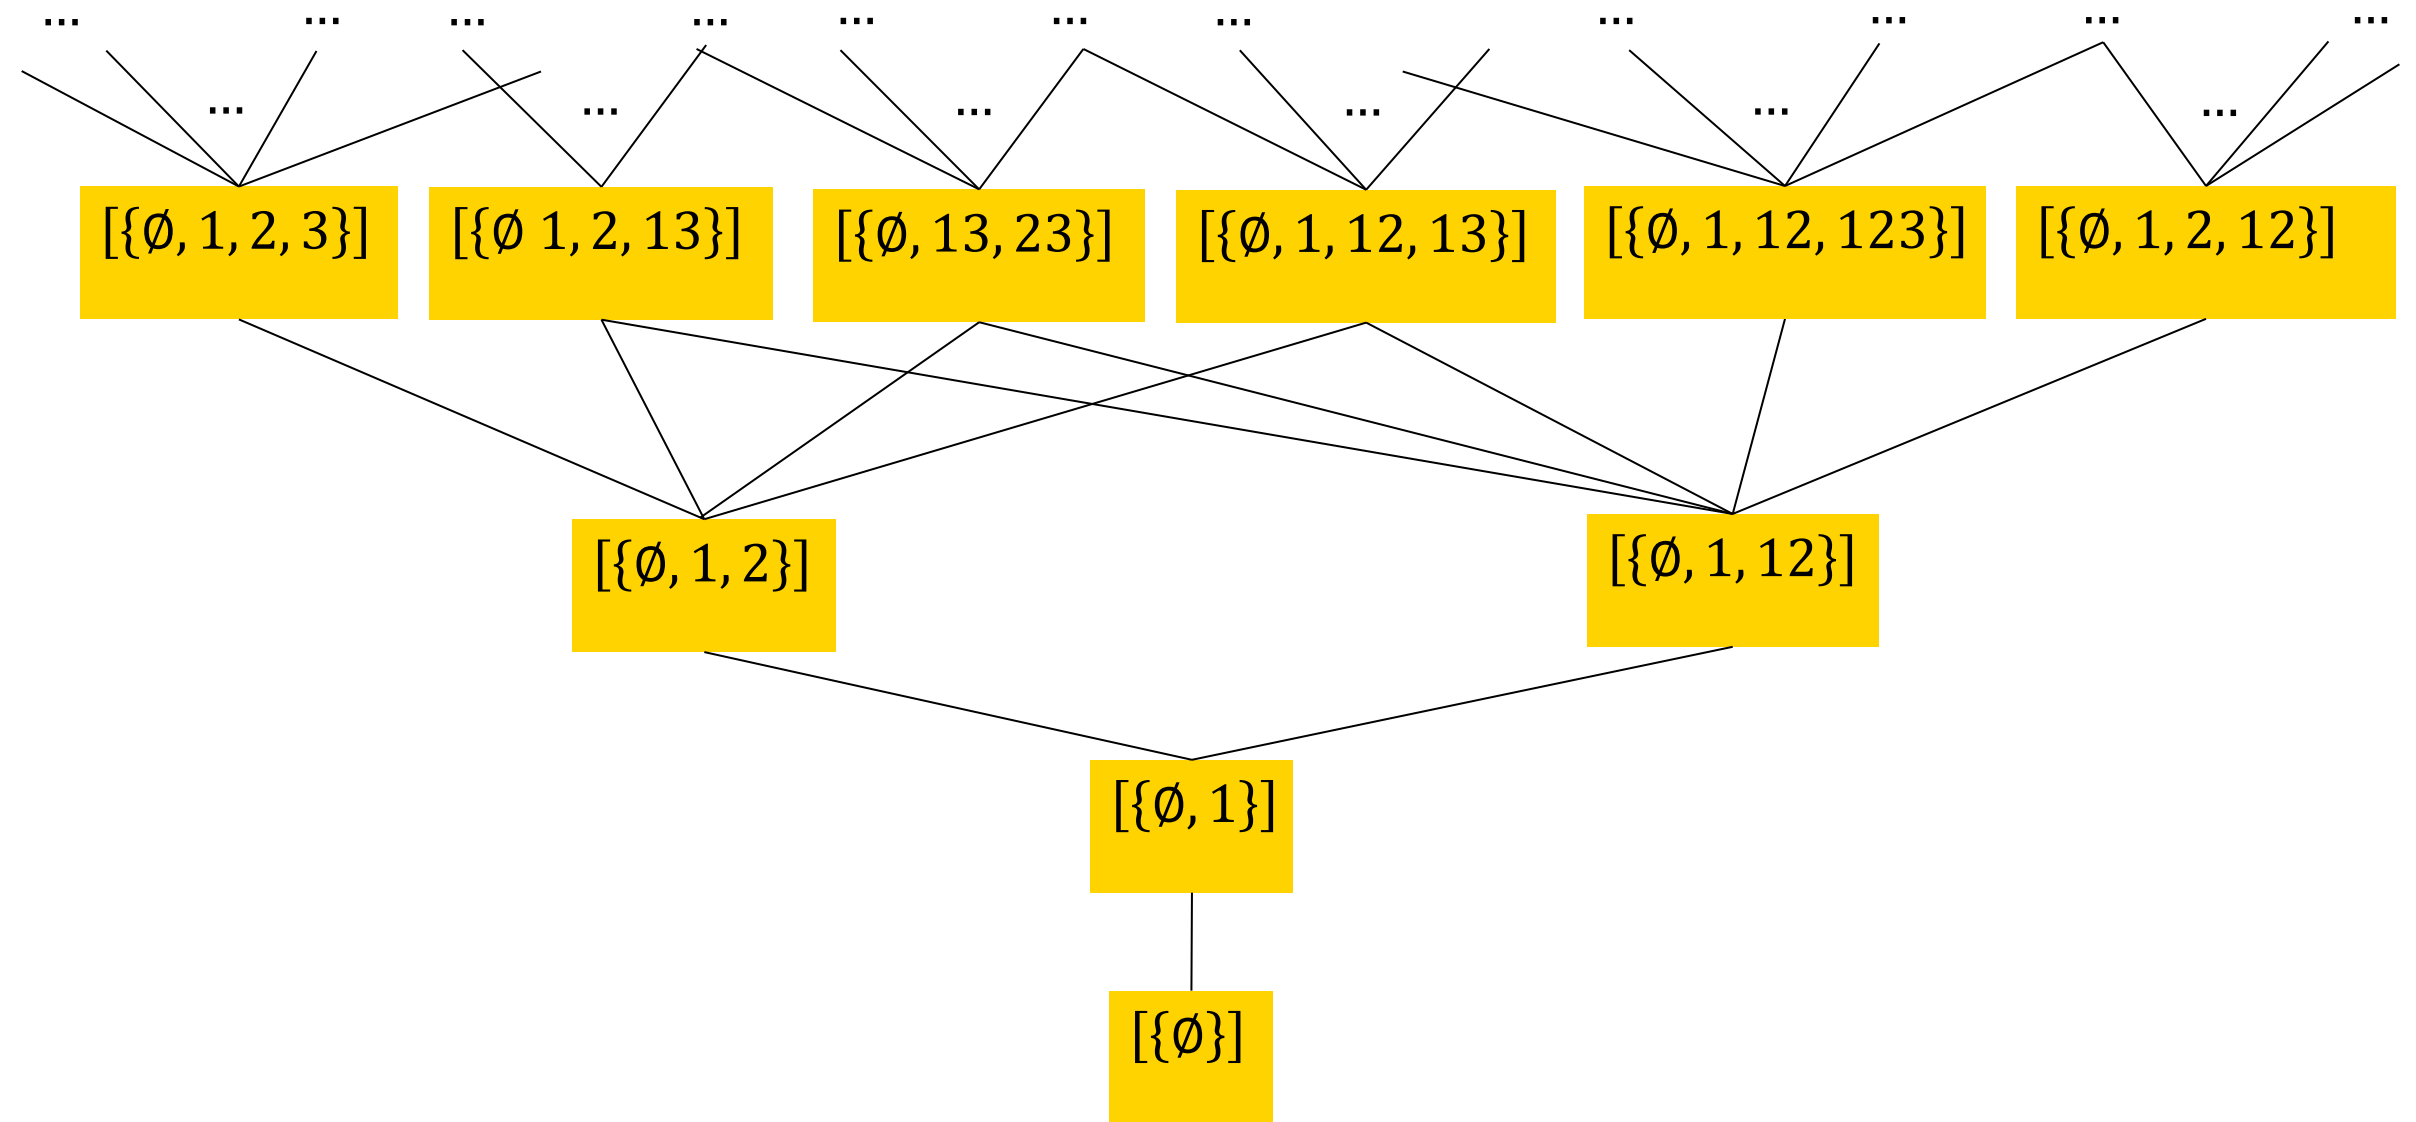 ... ... ... ... ... ... ... ... ... ... ...
... ... ... ... ... ...
[{∅, 1, 2, 3}] [{∅ 1, 2, 13}] [{∅, 13, 23}] [{∅, 1, 12, 13}] [{∅, 1, 12, 123}] [{∅, 1, 2, 12}]
[{∅, 1, 2}] [{∅, 1, 12}]
[{∅, 1}]
[{∅}]